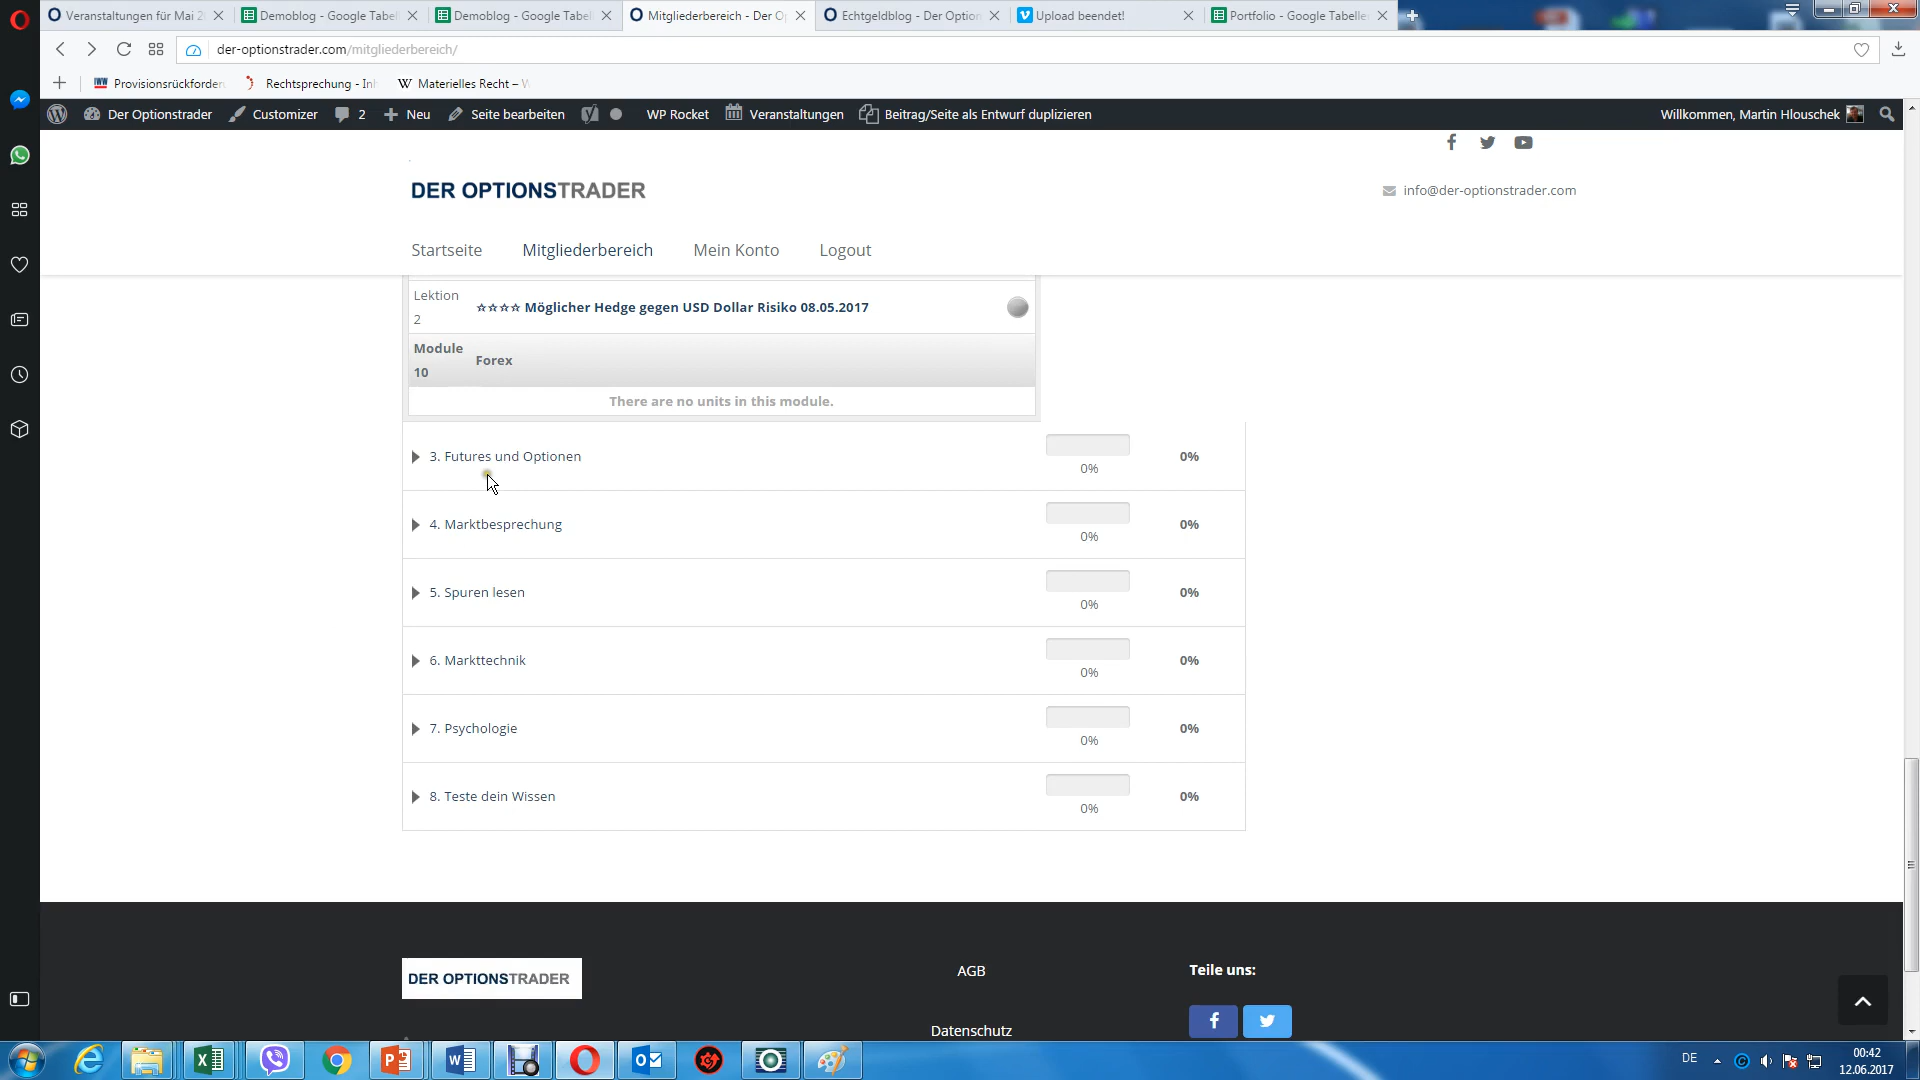 Veranstaltungen für Mai 2
Demoblog - Google Tabel
Demoblog - Google Tabel
Mitgliederbereich - Der Op
Echtgeldblog - Der Option
Upload beendet!
Portfolio - Google Tabelle
der-optionstrader.com/mitgliederbereich/
Provisionsrückforder
Rechtsprechung - Inh
Materielles Recht –
Der Optionstrader
Customizer
2
Neu
Seite bearbeiten
WP Rocket
Veranstaltungen
Beitrag/Seite als Entwurf duplizieren
Willkommen, Martin Hlouschek
DER OPTIONSTRADER
info@der-optionstrader.com
Startseite
Mitgliederbereich
Mein Konto
Logout
Lektion
2
☆☆☆☆ Möglicher Hedge gegen USD Dollar Risiko 08.05.2017
Module
10
Forex
There are no units in this module.
3. Futures und Optionen
0%
0%
4. Marktbesprechung
0%
0%
5. Spuren lesen
0%
0%
6. Markttechnik
0%
0%
7. Psychologie
0%
0%
8. Teste dein Wissen
0%
0%
DER OPTIONSTRADER
AGB
Datenschutz
Teile uns:
DE
00:42
12.06.2017